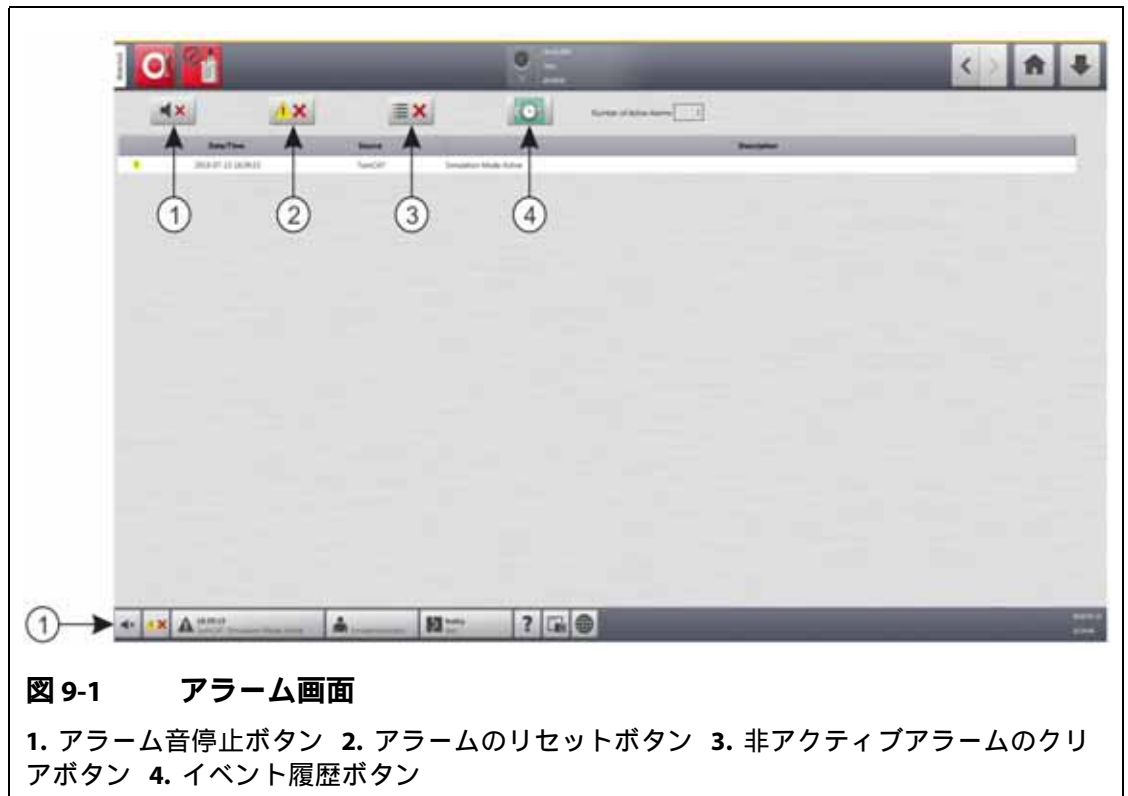 Number of Active Alarms
Date/Time
Source
Description
TomCAT
Simulation Mode Active
1
2
3
4
1
?
図 9-1 アラーム画面
1. アラーム音停止ボタン 2. アラームのリセットボタン 3. 非アクティブアラームのクリ
アボタン 4. イベント履歴ボタン